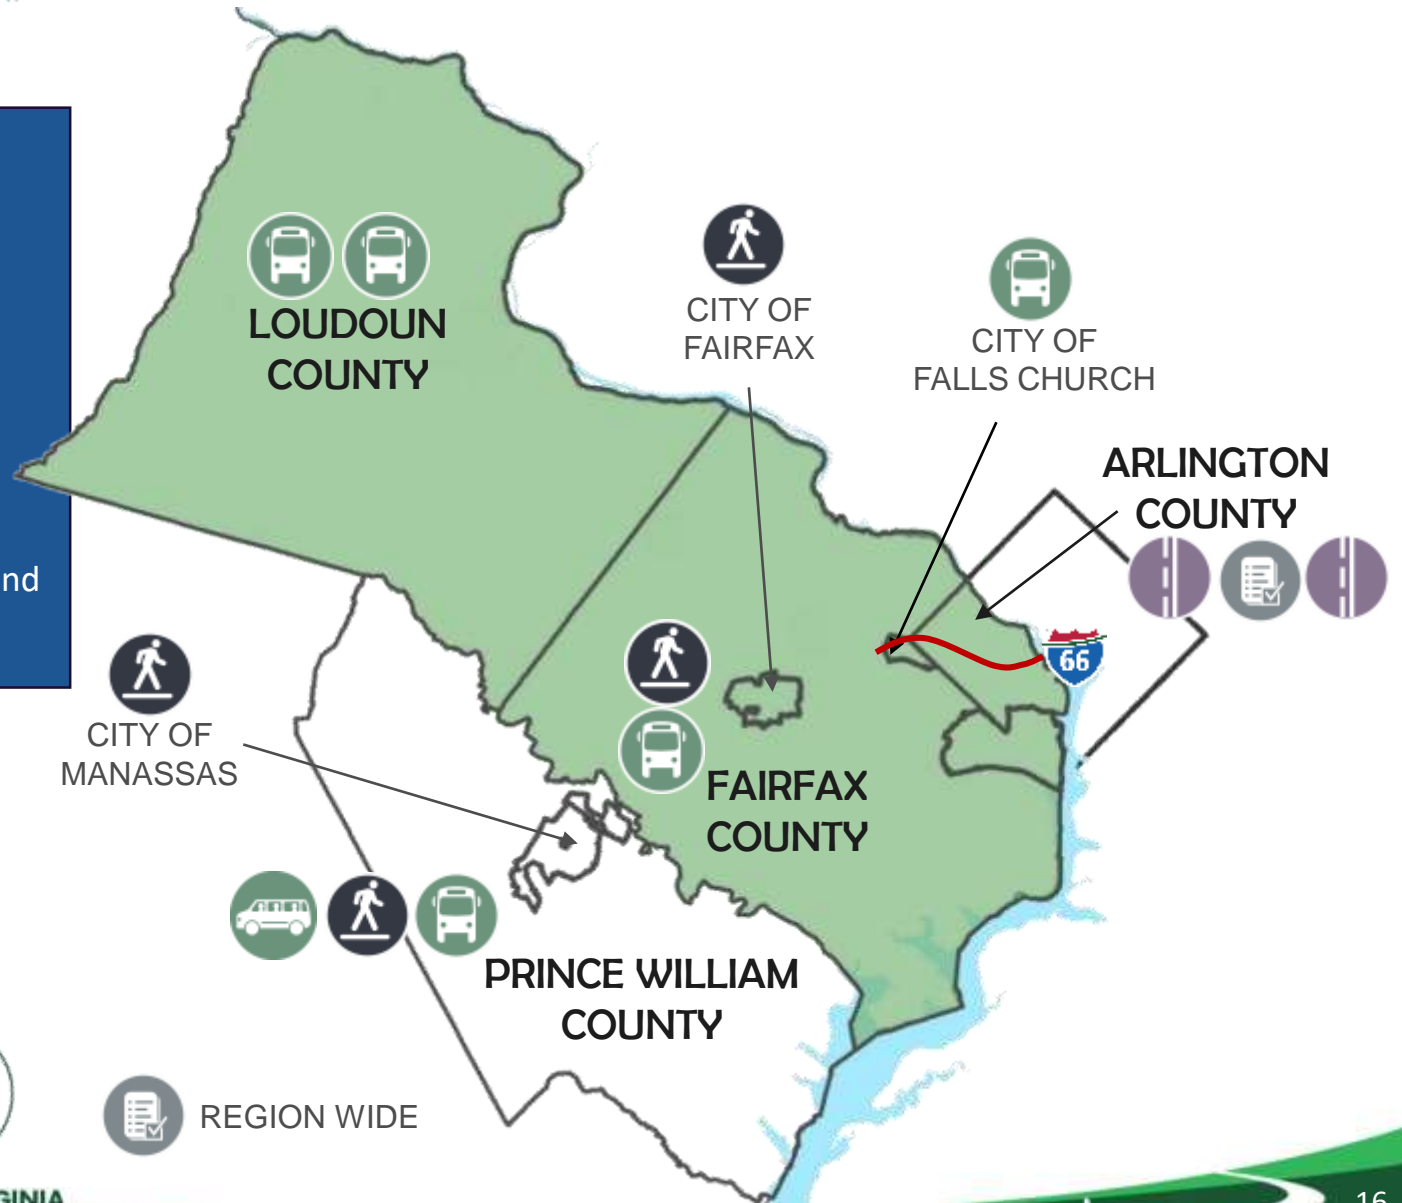 LOUDOUN
COUNTY
CITY OF
FAIRFAX
CITY OF
FALLS CHURCH
ARLINGTON
COUNTY
nd
66
CITY OF
MANASSAS
FAIRFAX
COUNTY
PRINCE WILLIAM
COUNTY
REGION WIDE
GINIA
16